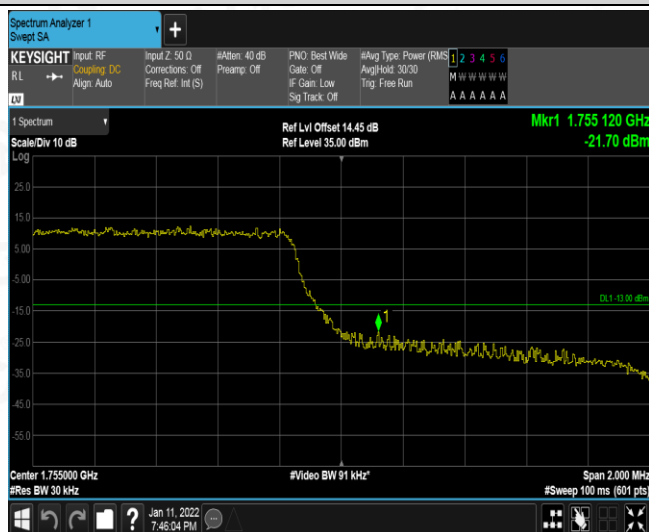 Spectrum Analyzer 1
Swept SA
+
KEYSIGHT
RL
LXI
Input: RF
Coupling: DC
Align: Auto
Input Z: 50 Ω
Corrections: Off
Freq Ref: Int (S)
#Atten: 40 dB
Preamp: Off
PNO: Best Wide
Gate: Off
IF Gain: Low
Sig Track: Off
#Avg Type: Power (RMS
Avg|Hold: 30/30
Trig: Free Run
1 2 3 4 5 6
M W W W W W
A A A A A A
1 Spectrum
Scale/Div 10 dB
Log
Ref Lvl Offset 14.45 dB
Ref Level 35.00 dBm
Mkr1 1.755 120 GHz
-21.70 dBm
25.0
15.0
5.00
-5.00
DL1 -13.00 dBm
-15.0
1
-25.0
-35.0
-45.0
-55.0
Center 1.755000 GHz
#Res BW 30 kHz
#Video BW 91 kHz*
Span 2.000 MHz
#Sweep 100 ms (601 pts)
?
Jan 11, 2022
7:46:04 PM